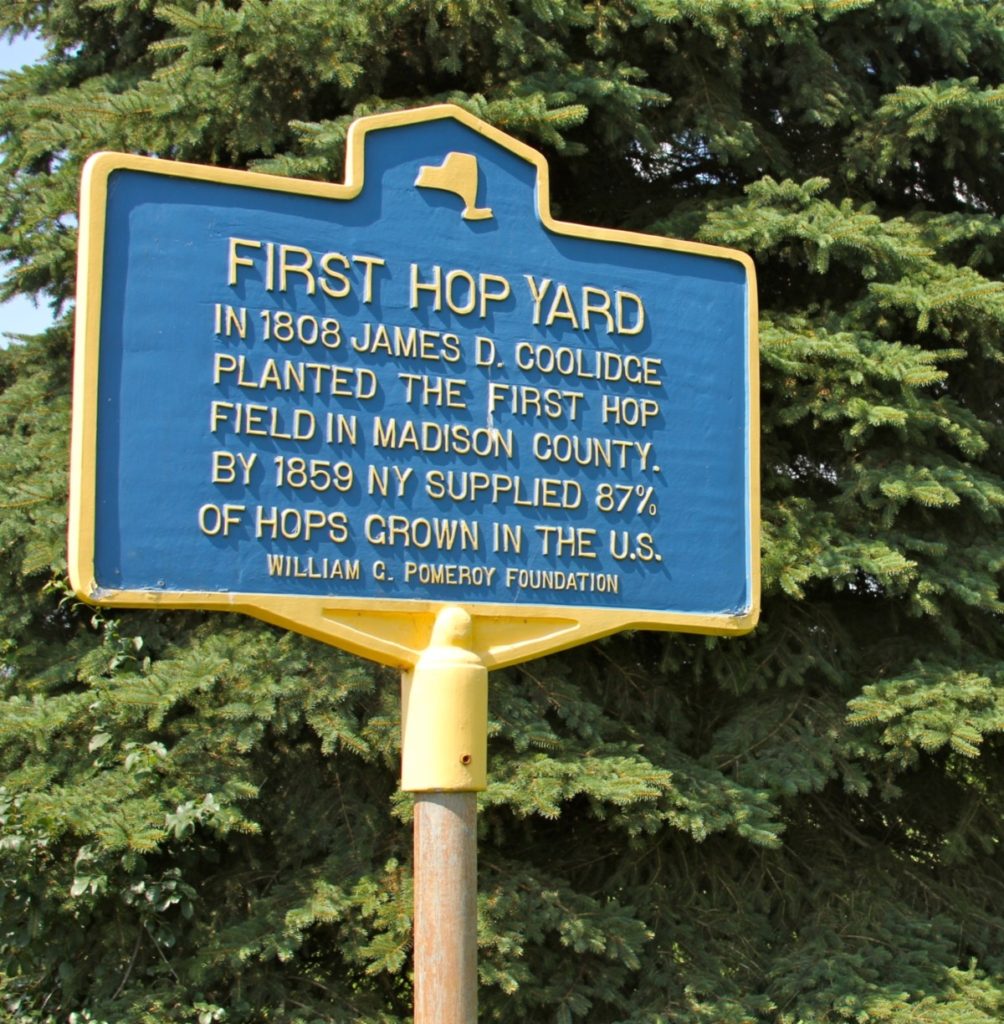 FIRST HOP YARD
IN 1808 JAMES D. COOLIDGE
PLANTED THE FIRST HOP
FIELD IN MADISON COUNTY.
BY 1859 NY SUPPLIED 87%
OF HOPS GROWN IN THE U.S.
WILLIAM G. POMEROY FOUNDATION